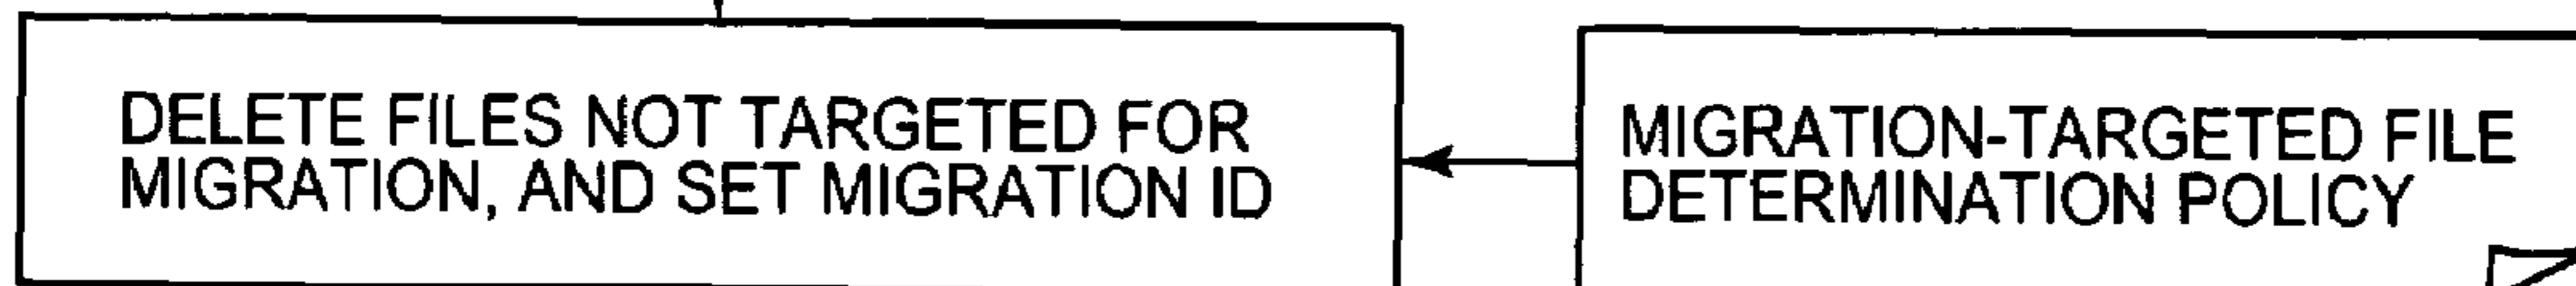 DELETE FILES NOT TARGETED FOR
MIGRATION, AND SET MIGRATION ID
MIGRATION-TARGETED FILE
DETERMINATION POLICY